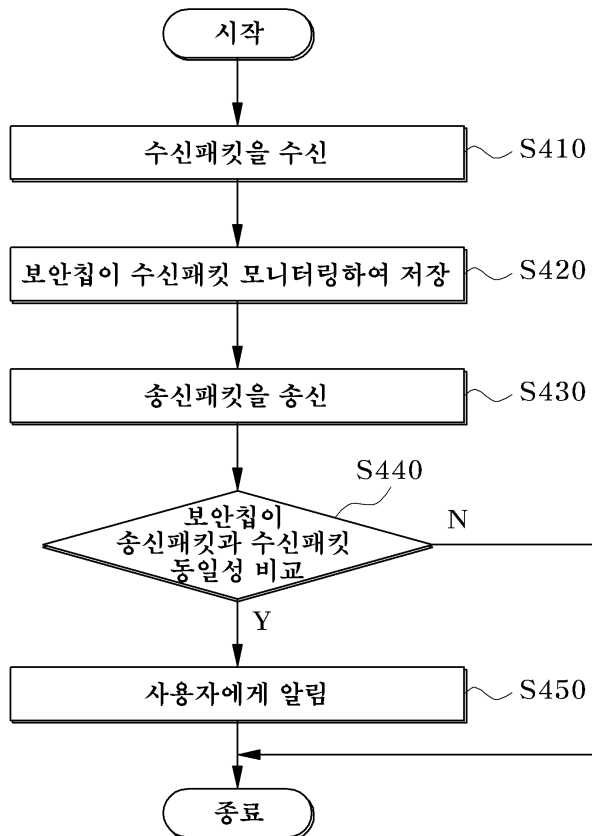 시작
수신패킷을 수신
S410
보안칩이 수신패킷 모니터링하여 저장
S420
송신패킷을 송신
S430
S440
보안칩이
송신패킷과 수신패킷
동일성 비교
N
Y
사용자에게 알림
S450
종료